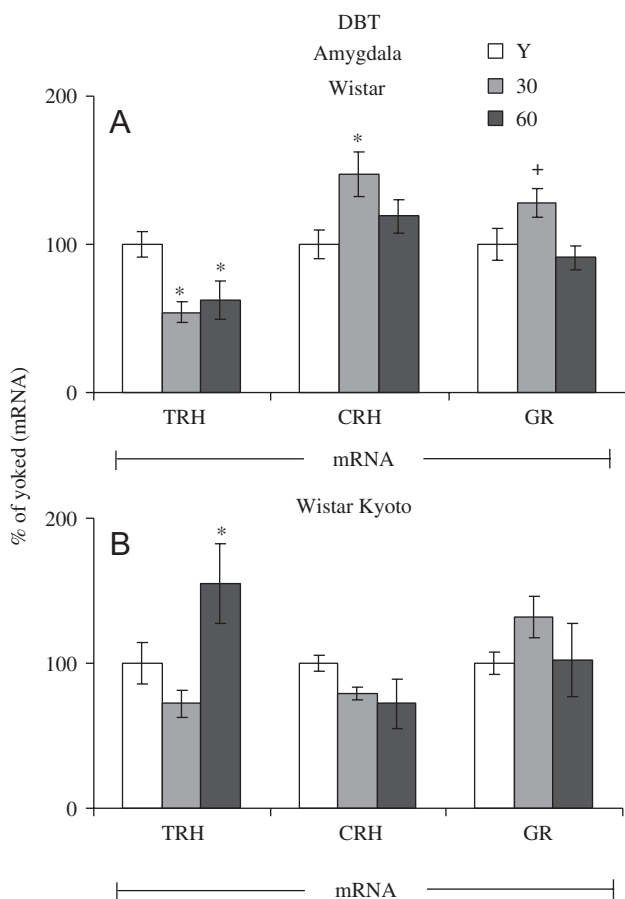 DBT
Amygdala
Wistar
Y
30
60
A
200
100
0
*
*
*
+
TRH CRH GR
mRNA
% of yoked (mRNA)
Wistar Kyoto
B
200
100
0
*
TRH CRH GR
mRNA